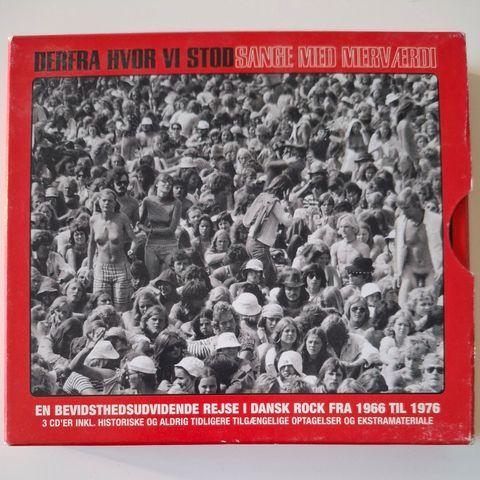 DERFRA HVOR VI STOD SANGE MED MERVÆRDI
EN BEVIDSTHEDSUDVIDENDE REJSE I DANSK ROCK FRA 1966 TIL 1976
3 CD'ER INKL. HISTORISKE OG ALDRIG TIDLIGERE TILGÆNGELIGE OPTAGELSER OG EKSTRAMATERIALE